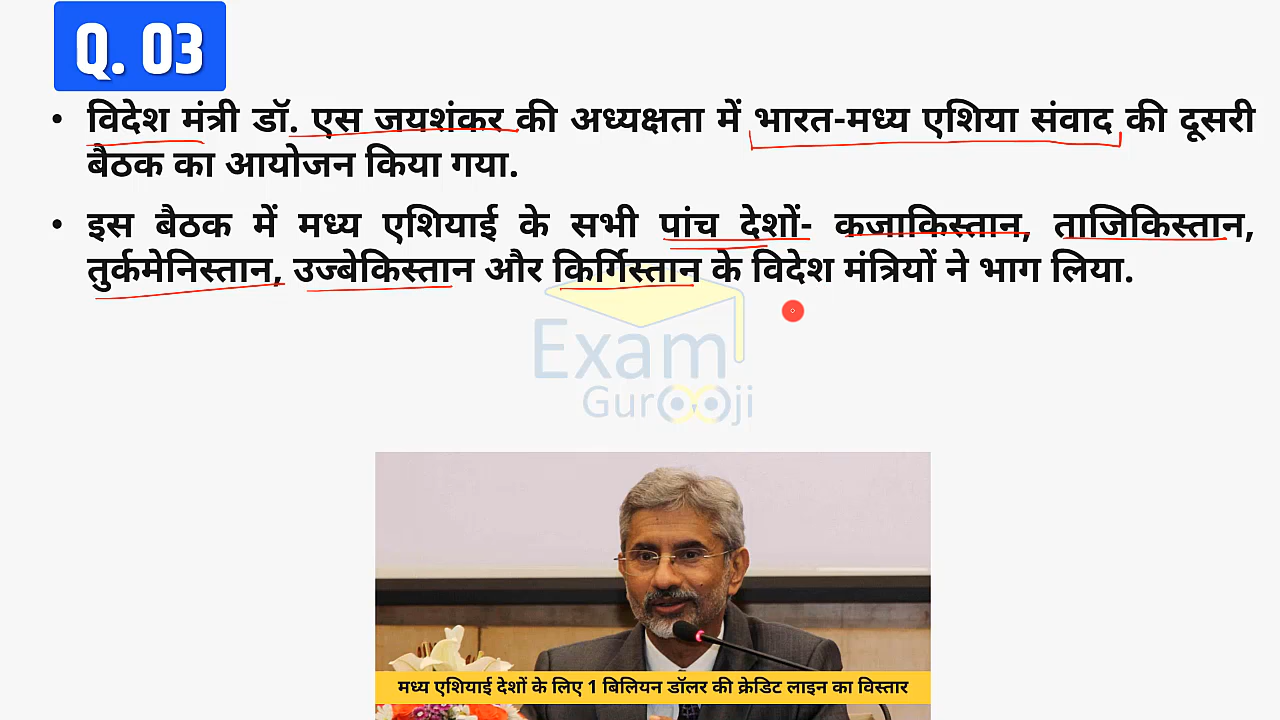 Q. 03
• विदेश मंत्री डॉ. एस जयशंकर की अध्यक्षता में भारत-मध्य एशिया संवाद की दूसरी
बैठक का आयोजन किया गया.
• इस बैठक में मध्य एशियाई के सभी पांच देशों- कजाकिस्तान, ताजिकिस्तान,
तुर्कमेनिस्तान, उज्बेकिस्तान और किर्गिस्तान के विदेश मंत्रियों ने भाग लिया.
Exam
Gurooji
मध्य एशियाई देशों के लिए 1 बिलियन डॉलर की क्रेडिट लाइन का विस्तार